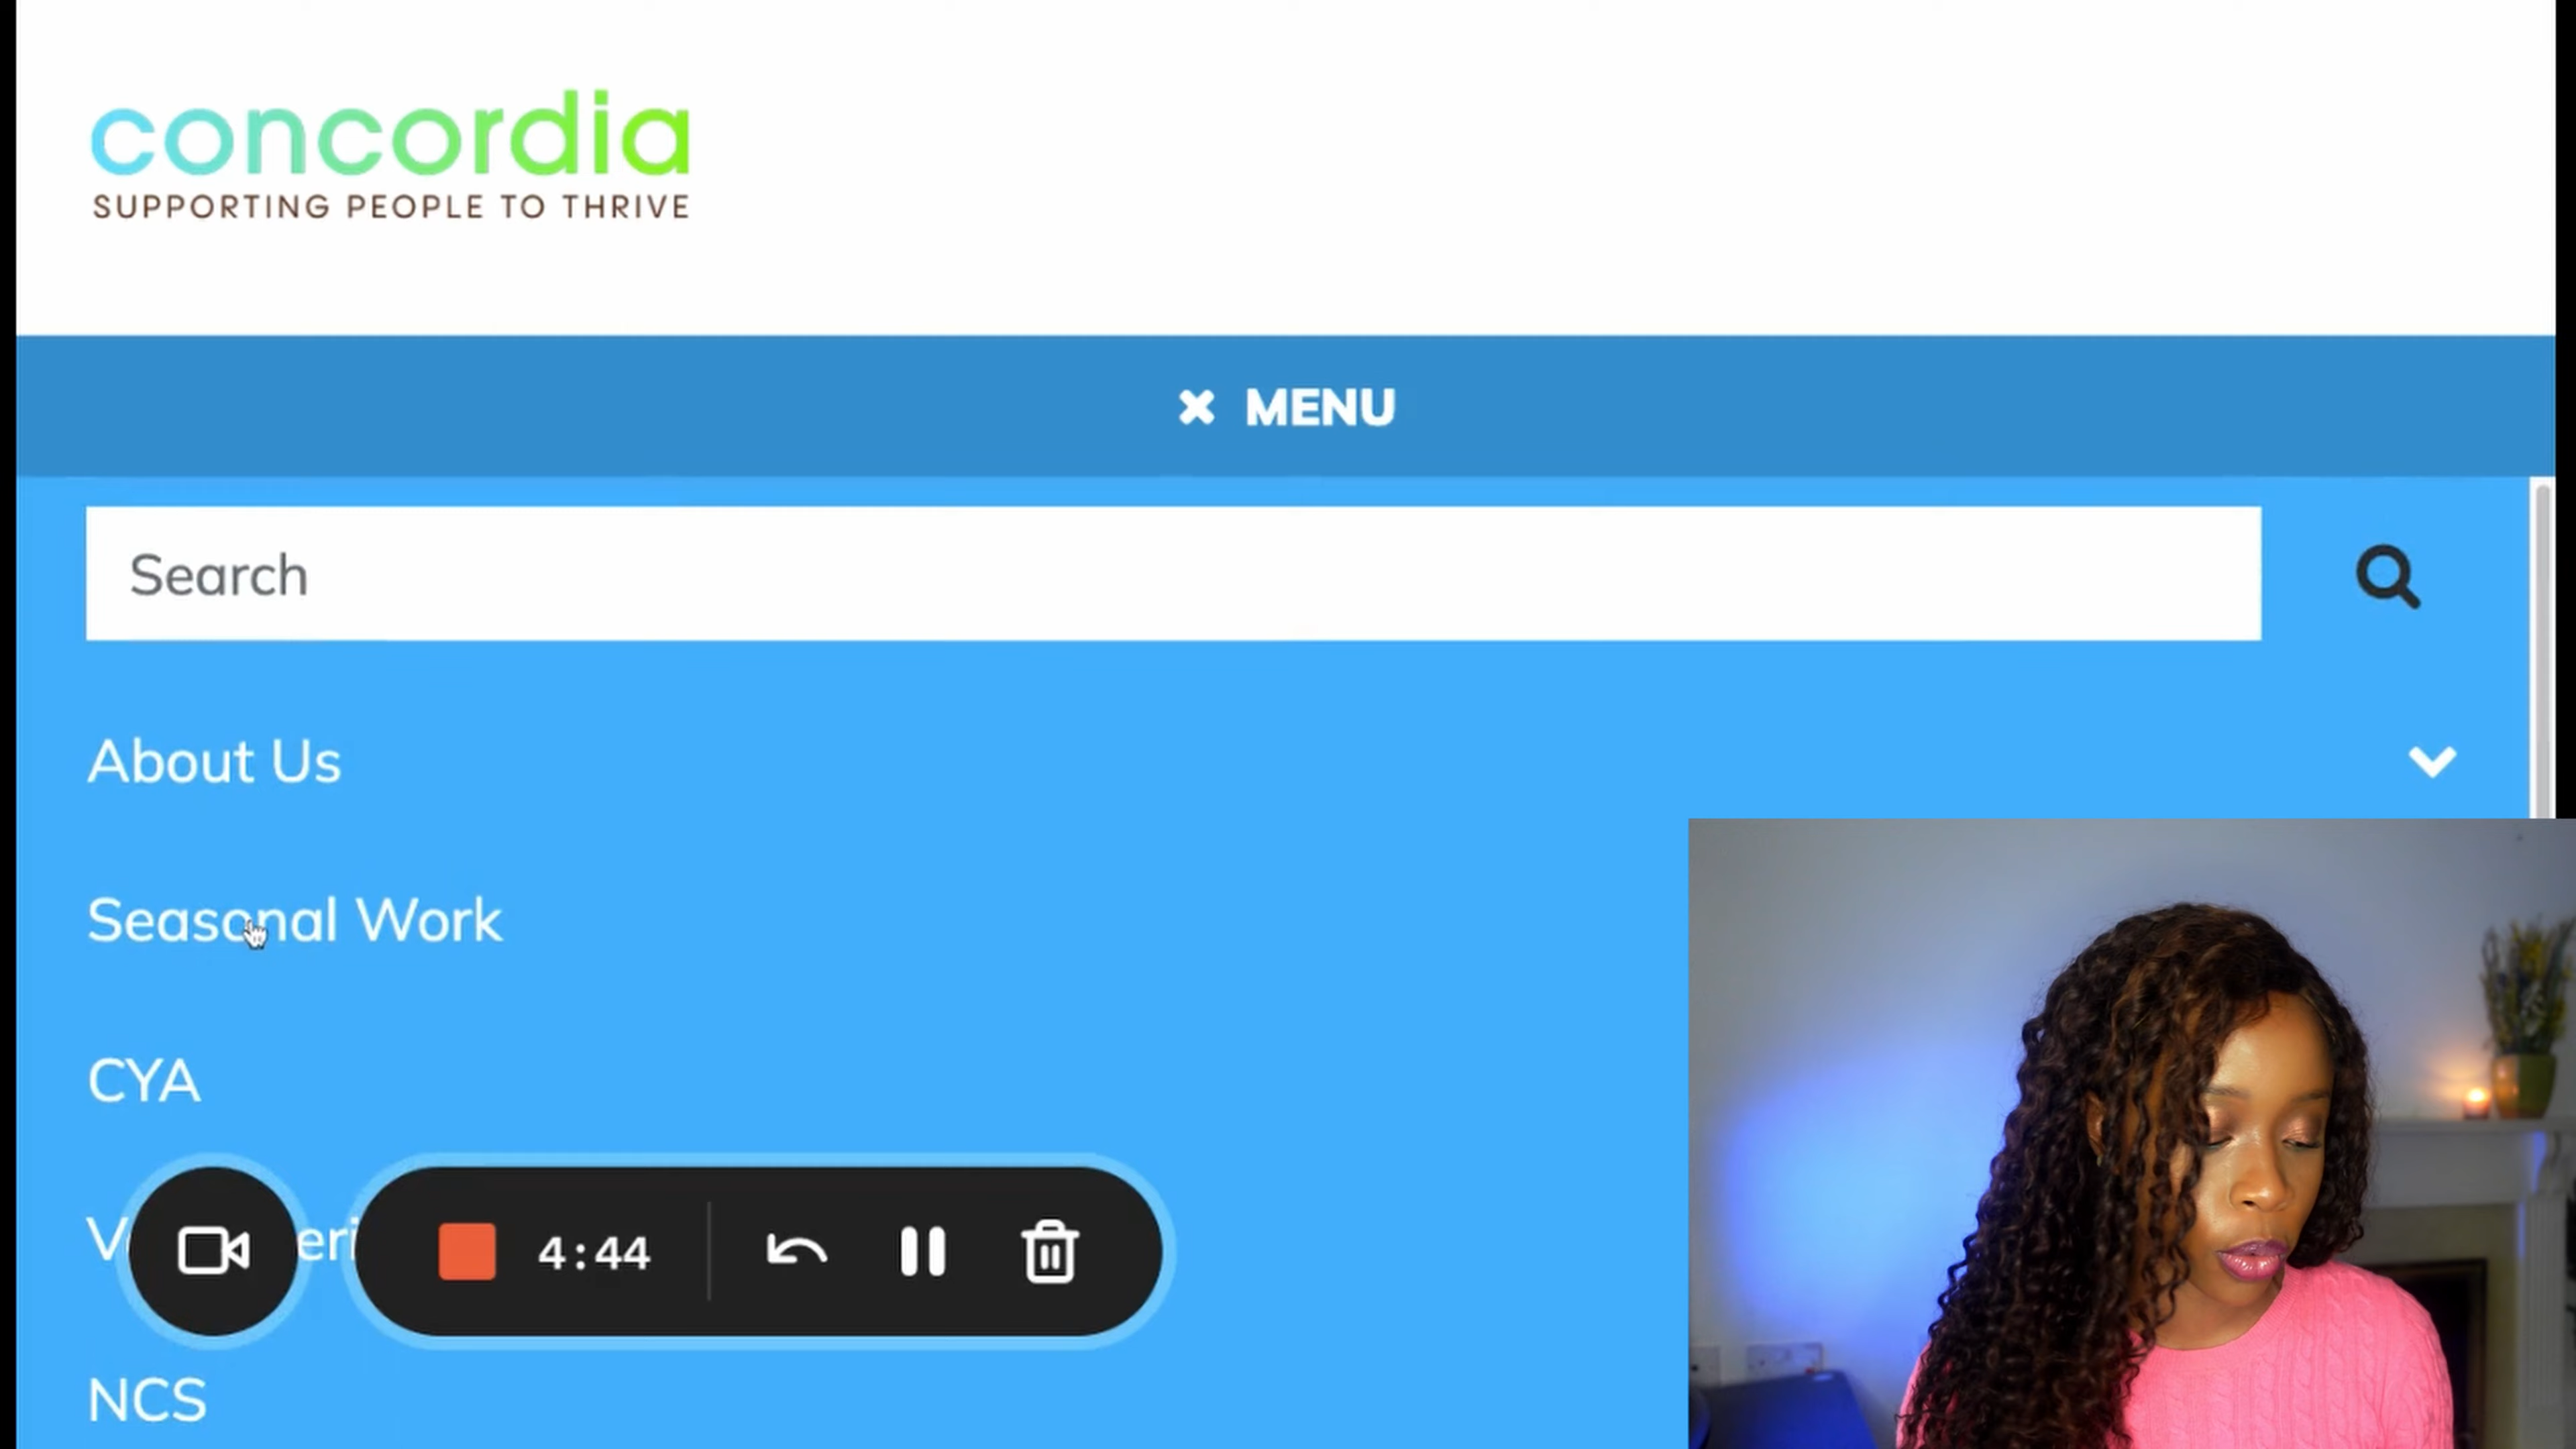 concordia
SUPPORTING PEOPLE TO THRIVE
MENU
Search
About Us
Seasonal Work
CYA
4:44
NCS